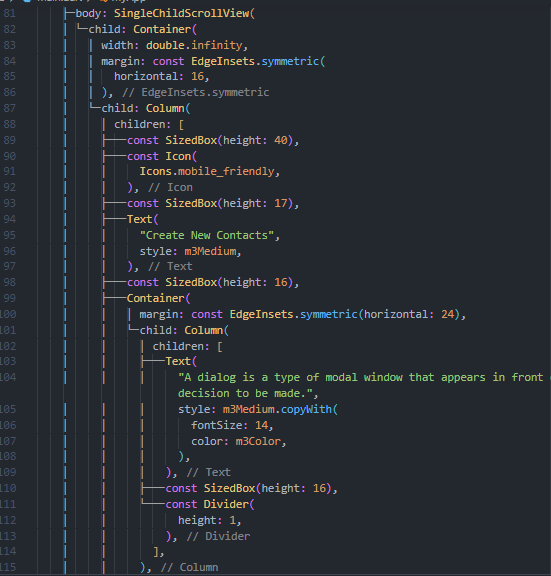 81 body: SingleChildScrollView(
82 child: Container(
83 width: double.infinity,
84 margin: const EdgeInsets.symmetric(
85 horizontal: 16,
86 ), // EdgeInsets.symmetric
87 child: Column(
88 children: [
89 const SizedBox(height: 40),
90 const Icon(
91 Icons.mobile_friendly,
92 ), // Icon
93 const SizedBox(height: 17),
94 Text(
95 "Create New Contacts",
96 style: m3Medium,
97 ), // Text
98 const SizedBox(height: 16),
99 Container(
100 margin: const EdgeInsets.symmetric(horizontal: 24),
101 child: Column(
102 children: [
103 Text(
104 "A dialog is a type of modal window that appears in front
decision to be made.",
105 style: m3Medium.copyWith(
106 fontSize: 14,
107 color: m3Color,
108 ),
109 ), // Text
110 const SizedBox(height: 16),
111 const Divider(
112 height: 1,
113 ), // Divider
114 ],
115 ), // Column